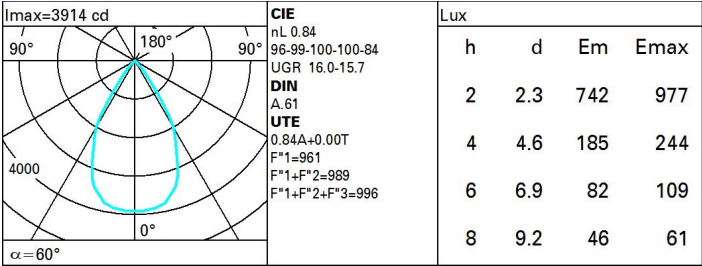 Imax=3914 cd
90° 180° 90°
4000
0°
α=60°
CIE
nL 0.84
96-99-100-100-84
UGR 16.0-15.7
DIN
A.61
UTE
0.84A+0.00T
F"1=961
F"1+F"2=989
F"1+F"2+F"3=996
Lux
h d Em Emax
2 2.3 742 977
4 4.6 185 244
6 6.9 82 109
8 9.2 46 61